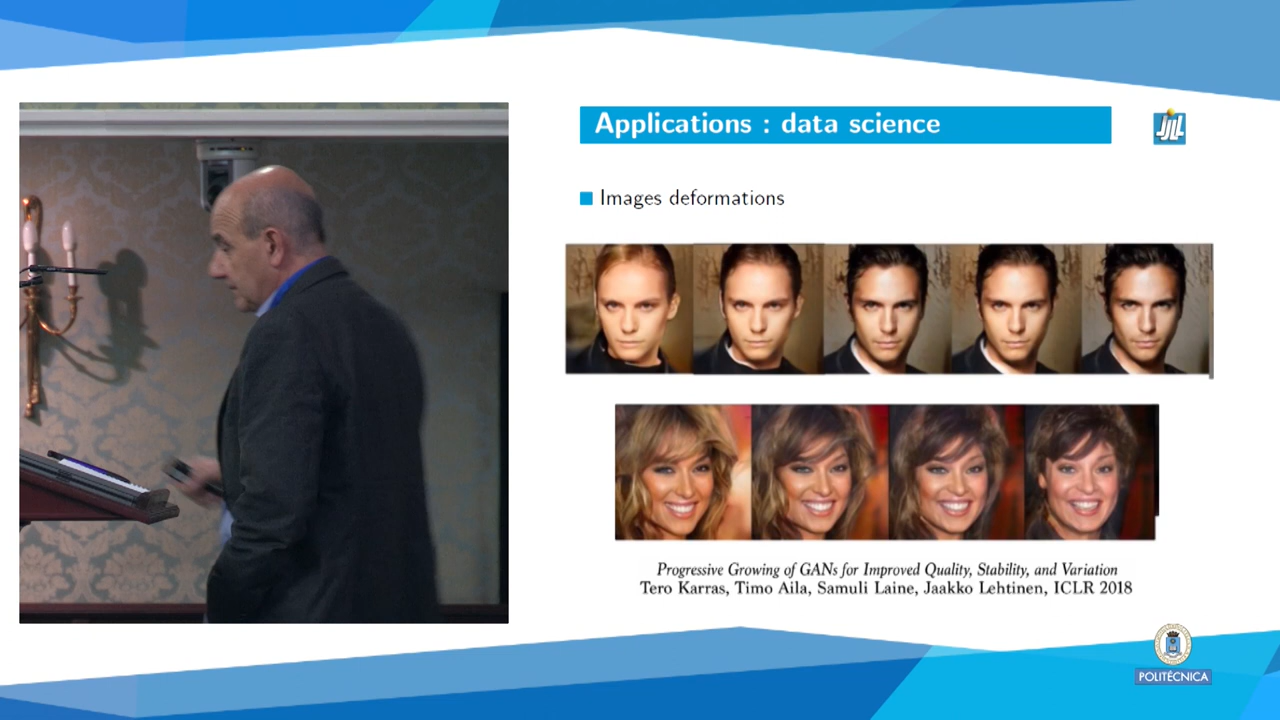 Applications : data science
JJLL
Images deformations
Progressive Growing of GANs for Improved Quality, Stability, and Variation
Tero Karras, Timo Aila, Samuli Laine, Jaakko Lehtinen, ICLR 2018
POLITÉCNICA